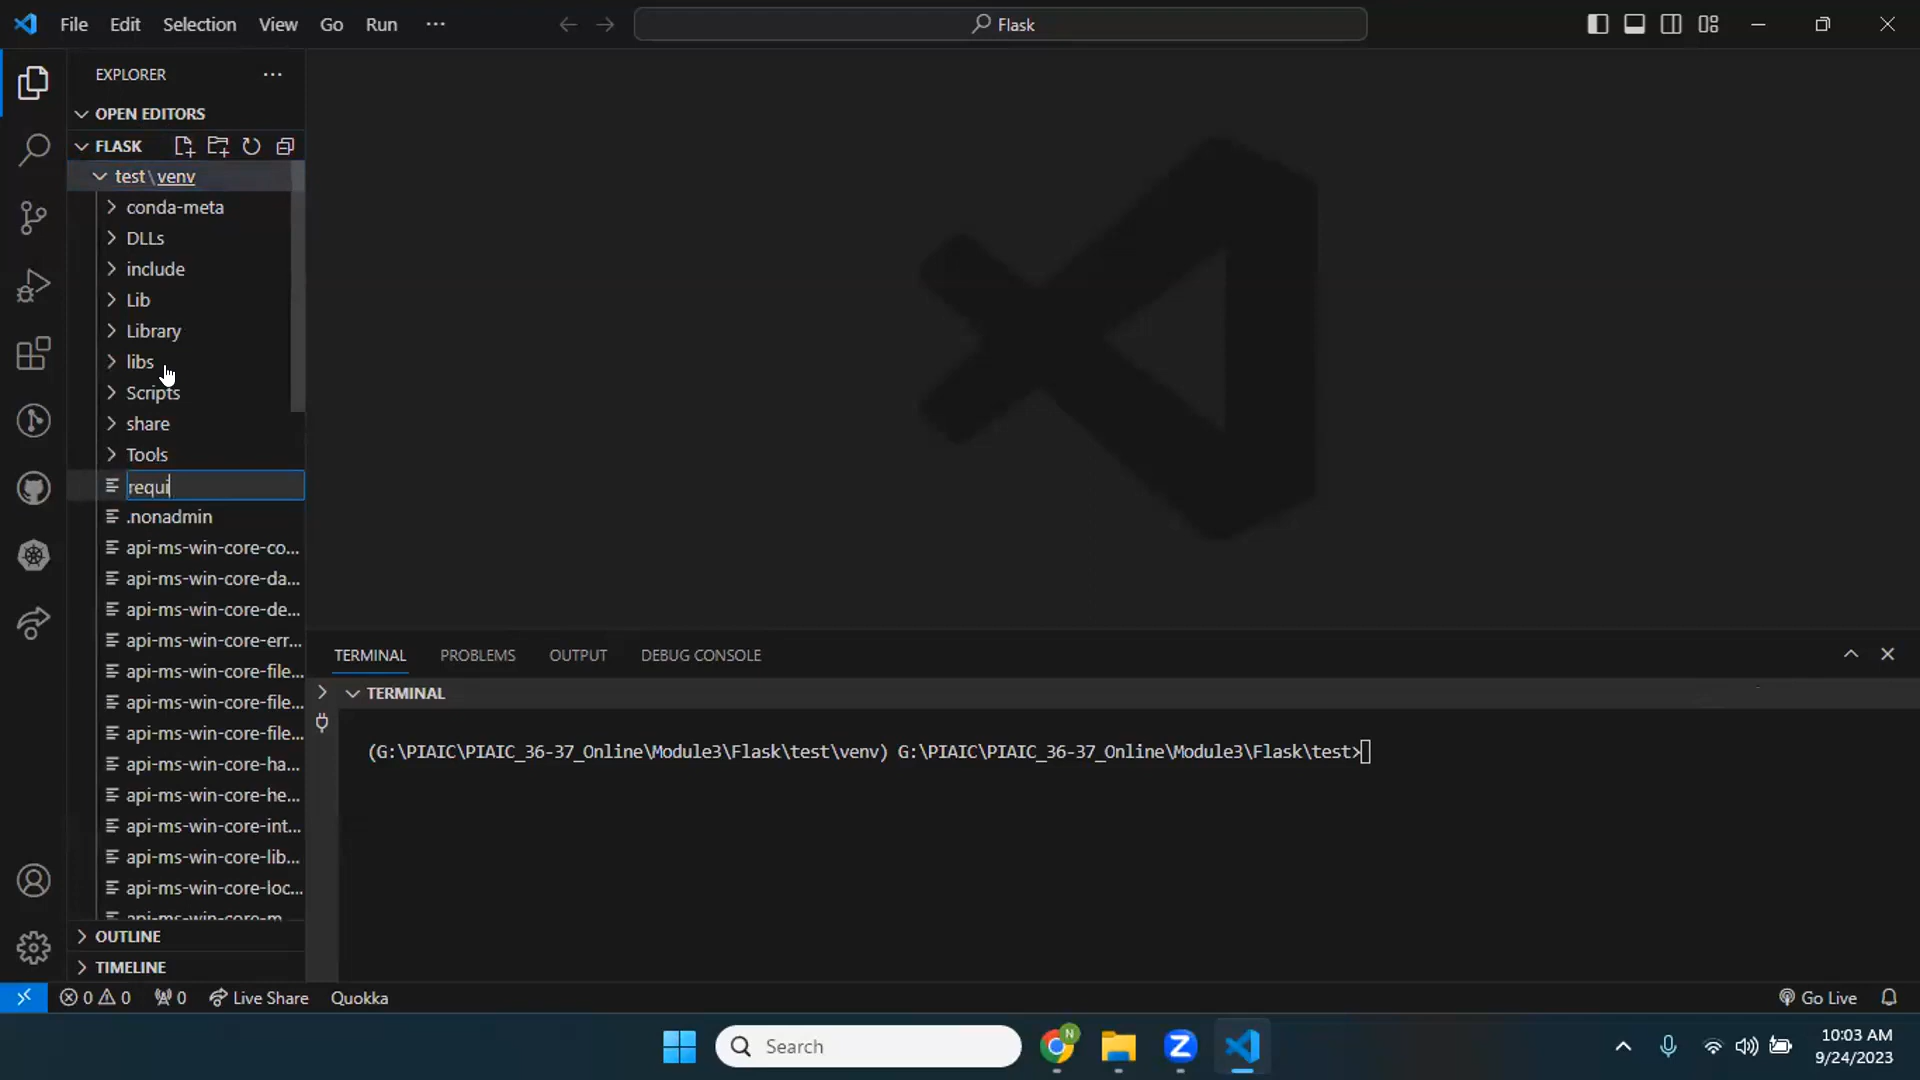 File Edit Selection View Go Run ···
Flask
EXPLORER ···
OPEN EDITORS
FLASK
test\venv
conda-meta
DLLs
include
Lib
Library
libs
Scripts
share
Tools
requi
.nonadmin
api-ms-win-core-co...
api-ms-win-core-da...
api-ms-win-core-de...
api-ms-win-core-err...
api-ms-win-core-file...
api-ms-win-core-file...
api-ms-win-core-file...
api-ms-win-core-ha...
api-ms-win-core-he...
api-ms-win-core-int...
api-ms-win-core-lib...
api-ms-win-core-loc...
api-ms-win-core-m
OUTLINE
TIMELINE
TERMINAL PROBLEMS OUTPUT DEBUG CONSOLE
TERMINAL
(G:\PIAIC\PIAIC_36-37_Online\Module3\Flask\test\venv) G:\PIAIC\PIAIC_36-37_Online\Module3\Flask\test>
0 0 0 Live Share Quokka Go Live
Search
N
Z
10:03 AM
9/24/2023